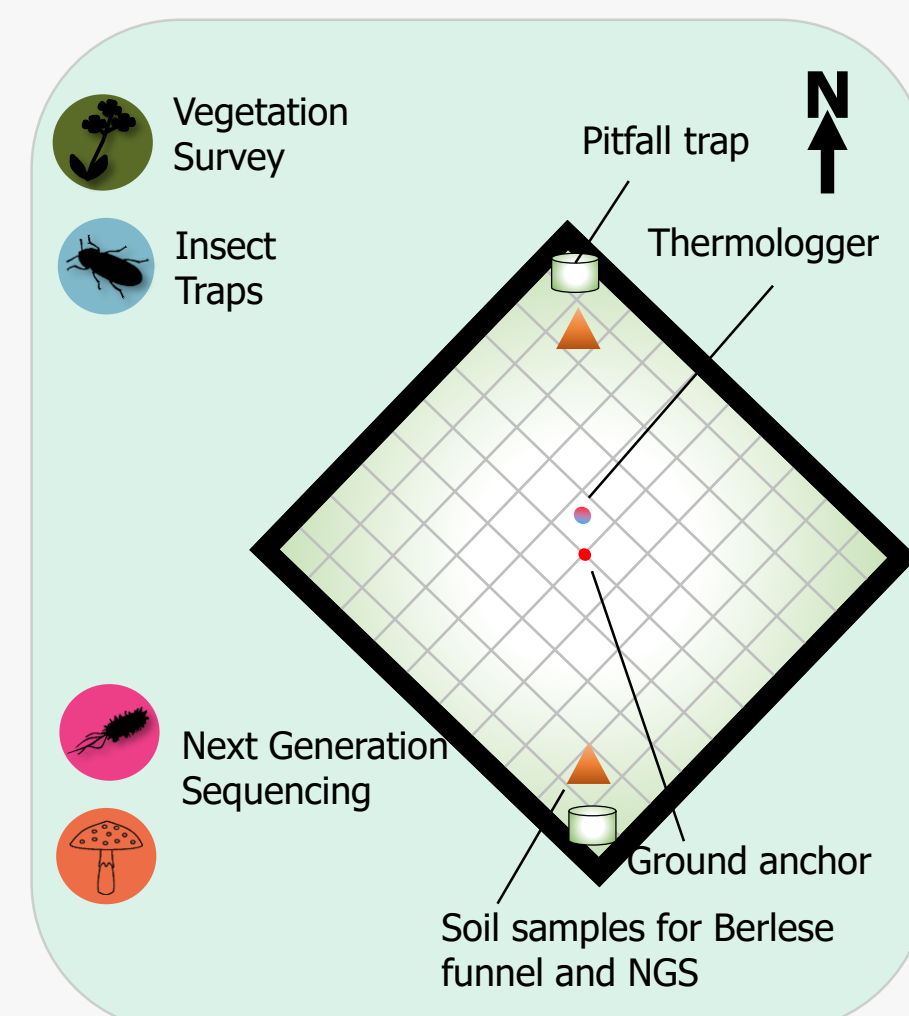 Vegetation
Survey
Insect
Traps
N
Pitfall trap
Thermologger
Next Generation
Sequencing
Ground anchor
Soil samples for Berlese
funnel and NGS